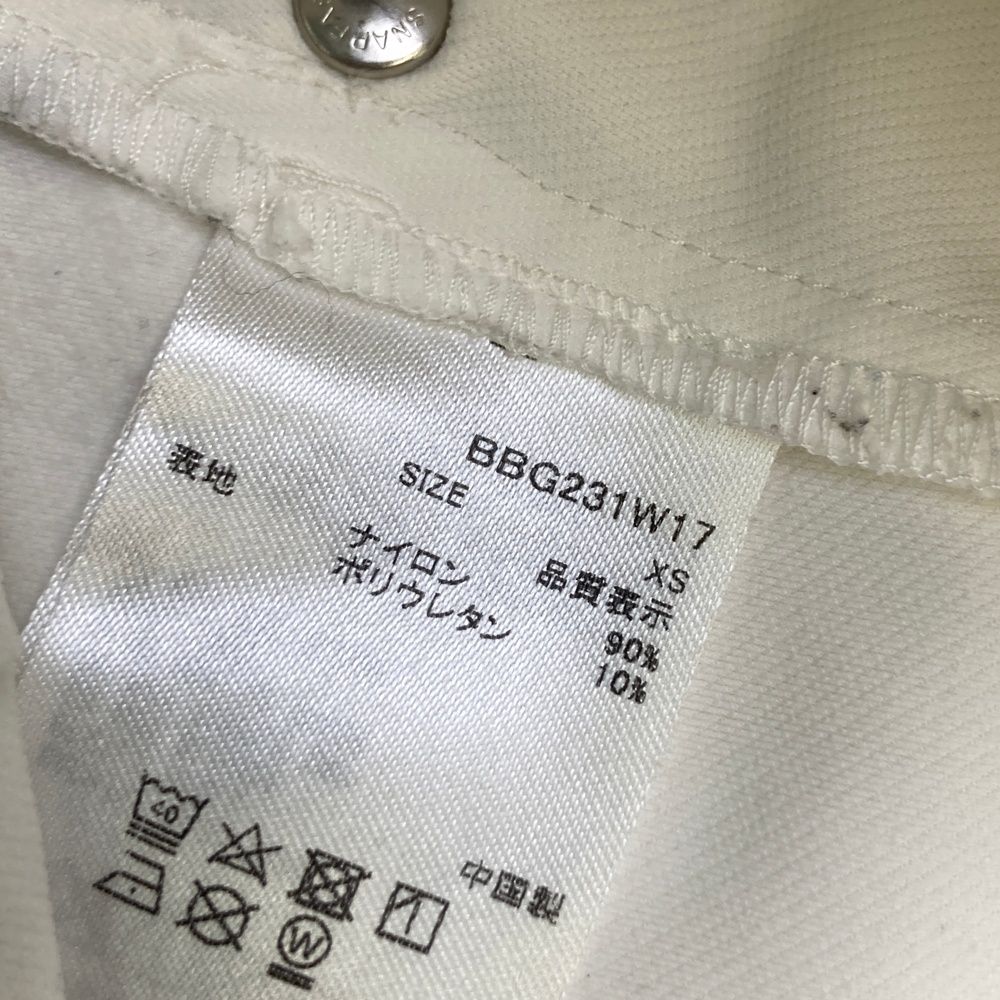 BBG231W17
SIZE XS
品質表示
表地 ナイロン 90%
ポリウレタン 10%
40
W
中国製